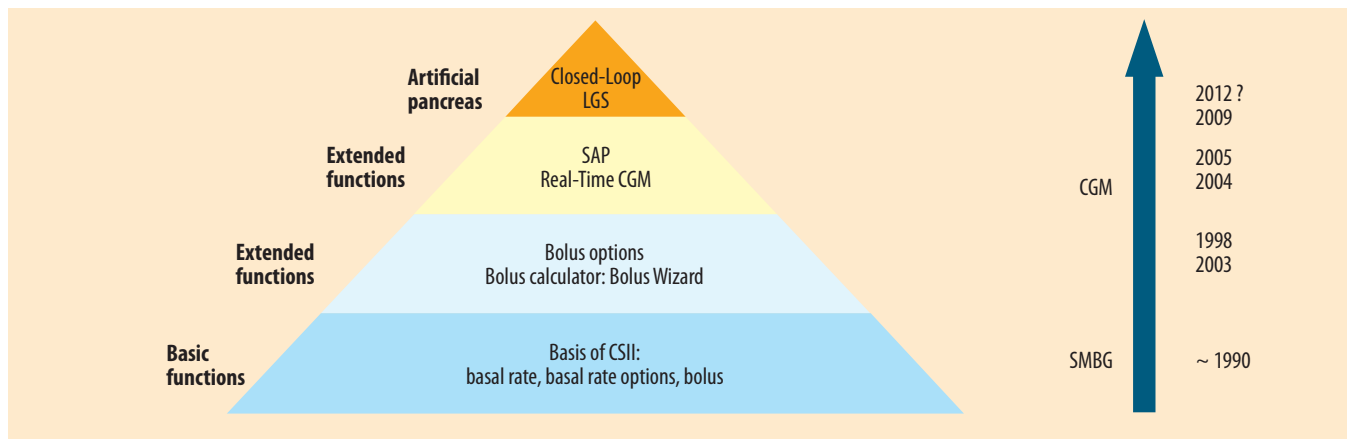 Artificial
pancreas
Closed-Loop
LGS
2012 ?
2009
Extended
functions
SAP
Real-Time CGM
CGM
2005
2004
Extended
functions
Bolus options
Bolus calculator: Bolus Wizard
1998
2003
Basic
functions
Basis of CSII:
basal rate, basal rate options, bolus
SMBG
~ 1990